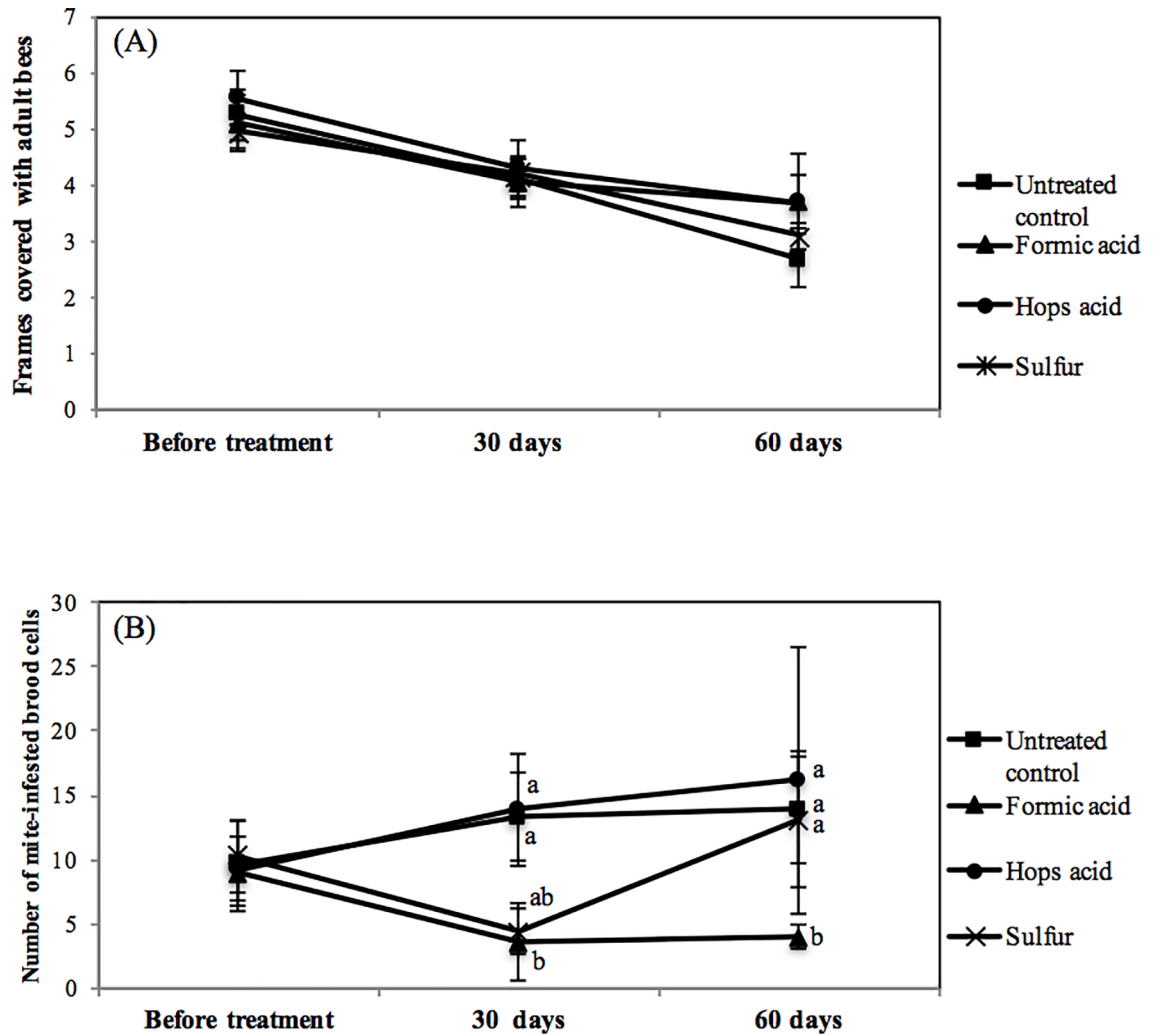 (A)
Frames covered with adult bees
7
6
5
4
3
2
1
0
Before treatment
30 days
60 days
Untreated
control
Formic acid
Hops acid
Sulfur
(B)
Number of mite-infested brood cells
30
25
20
15
10
5
0
a
a
ab
b
a
a
a
b
Before treatment
30 days
60 days
Untreated
control
Formic acid
Hops acid
Sulfur